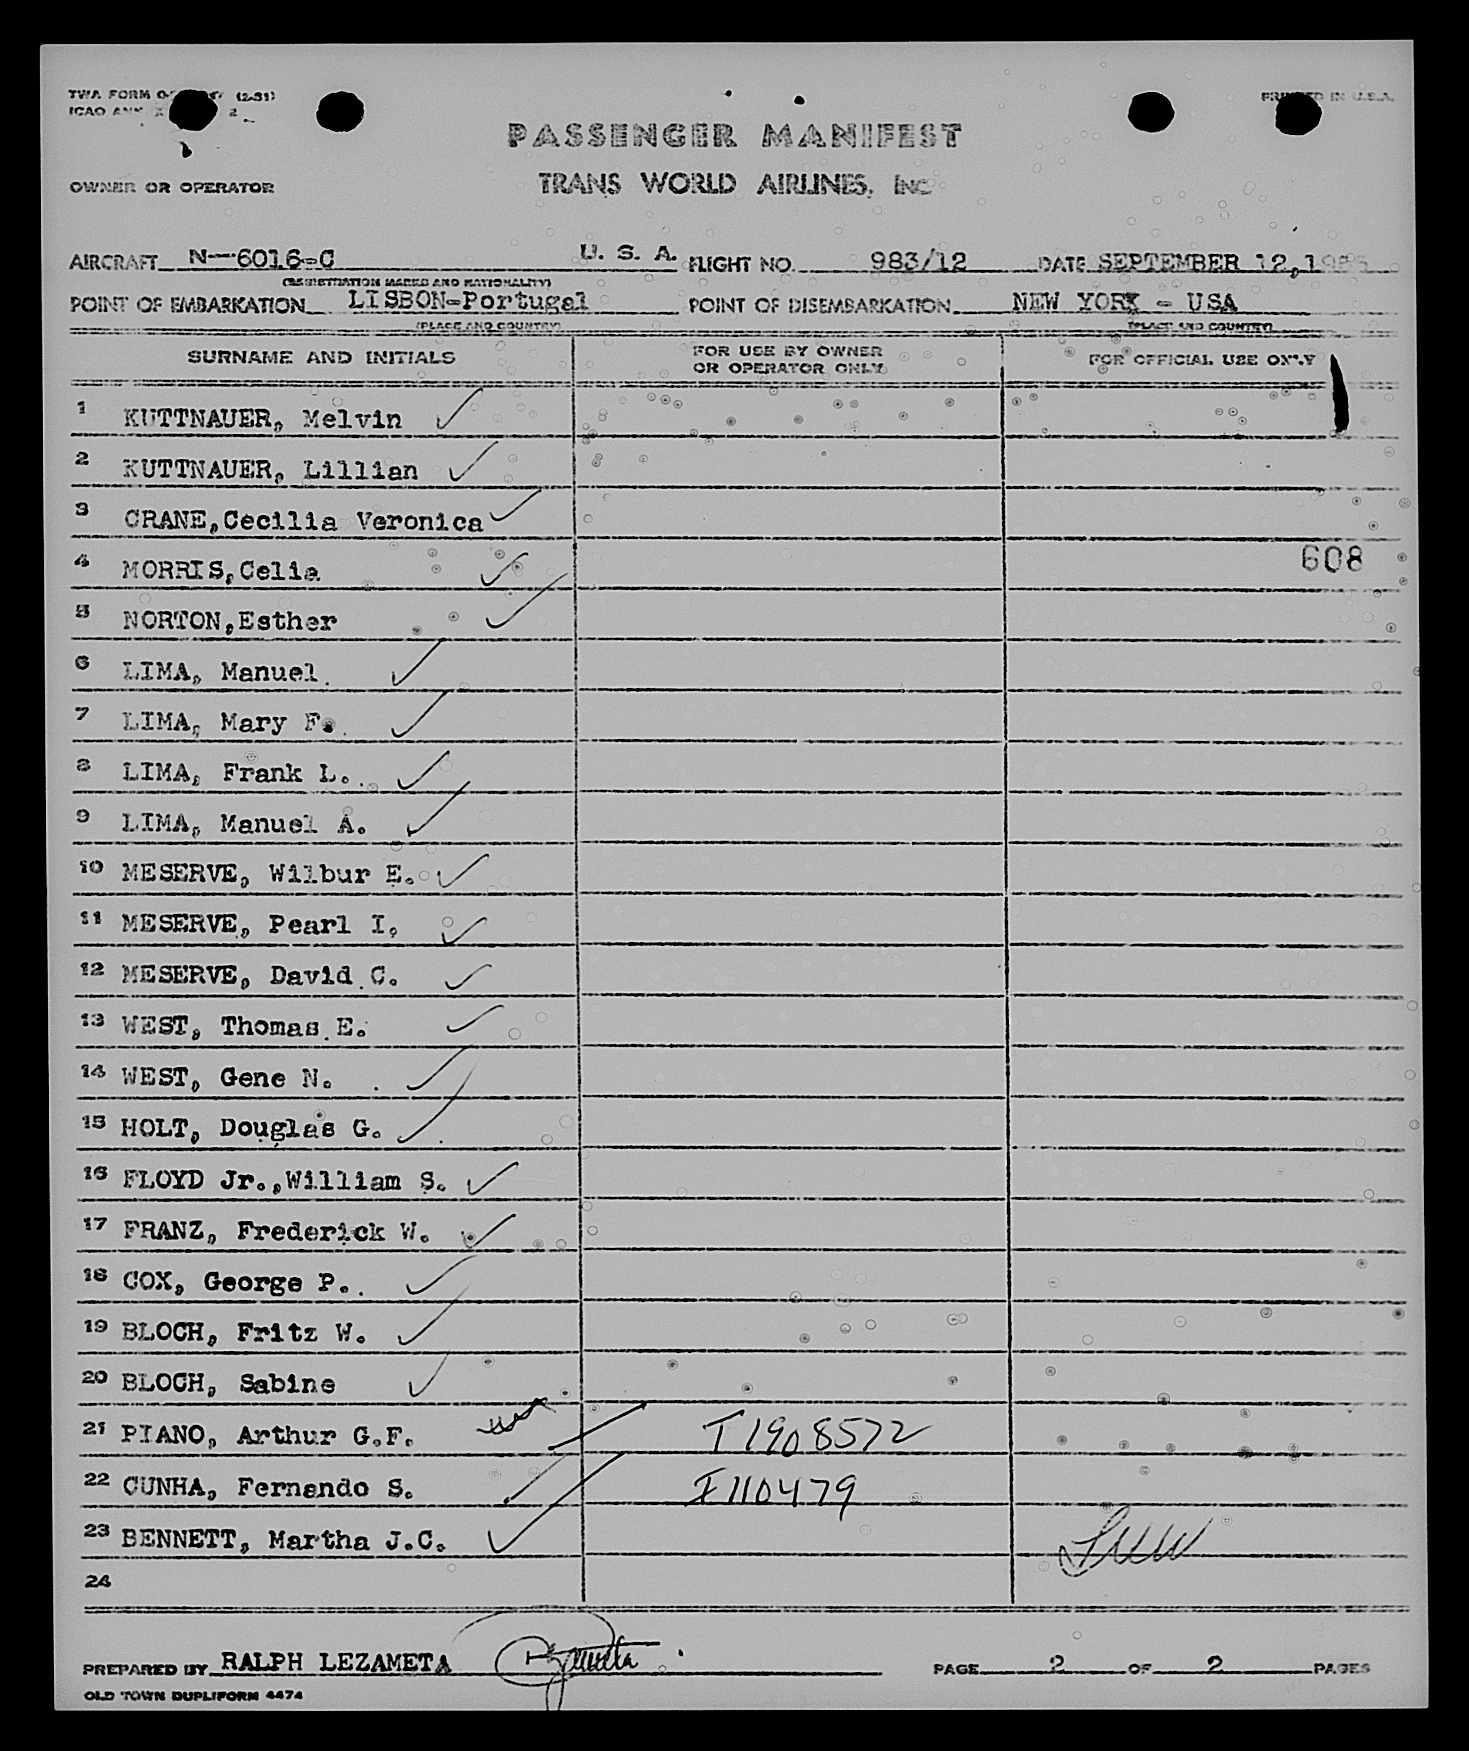 TWA FORM (2-51)
PRINTED IN U.S.A.
ICAO 2
PASSENGER MANIFEST
OWNER OR OPERATOR TRANS WORLD AIRLINES, INC
AIRCRAFT N--6016-C U. S. A. FLIGHT NO. 983/12 DATE SEPTEMBER 12,
(REGISTRATION MARKS AND NATIONALITY)
POINT OF EMBARKATION LISBON-Portugal POINT OF DISEMBARKATION NEW YORK - USA
(PLACE AND COUNTRY) (PLACE AND COUNTRY)
SURNAME AND INITIALS FOR USE BY OWNER OR OPERATOR ONLY FOR OFFICIAL USE ONLY
1 KUTTNAUER, Melvin
2 KUTTNAUER, Lillian
3 CRANE,Cecilia Veronica
4 MORRIS,Celia 608
5 NORTON,Esther
6 LIMA, Manuel
7 LIMA, Mary F.
8 LIMA, Frank L.
9 LIMA, Manuel A.
10 MESERVE, Wilbur E.
11 MESERVE, Pearl I.
12 MESERVE, David C.
13 WEST, Thomas E.
14 WEST, Gene N.
15 HOLT, Douglas G.
16 FLOYD Jr.,William S.
17 FRANZ, Frederick W.
18 COX, George P.
19 BLOCH, Fritz W.
20 BLOCH, Sabine
21 PIANO, Arthur G.F. T1908572
22 CUNHA, Fernando S. I110479
23 BENNETT, Martha J.C.
24
PREPARED BY RALPH LEZAMETA PAGE 2 OF 2 PAGES
OLD TOWN DUPLIFORM 4474